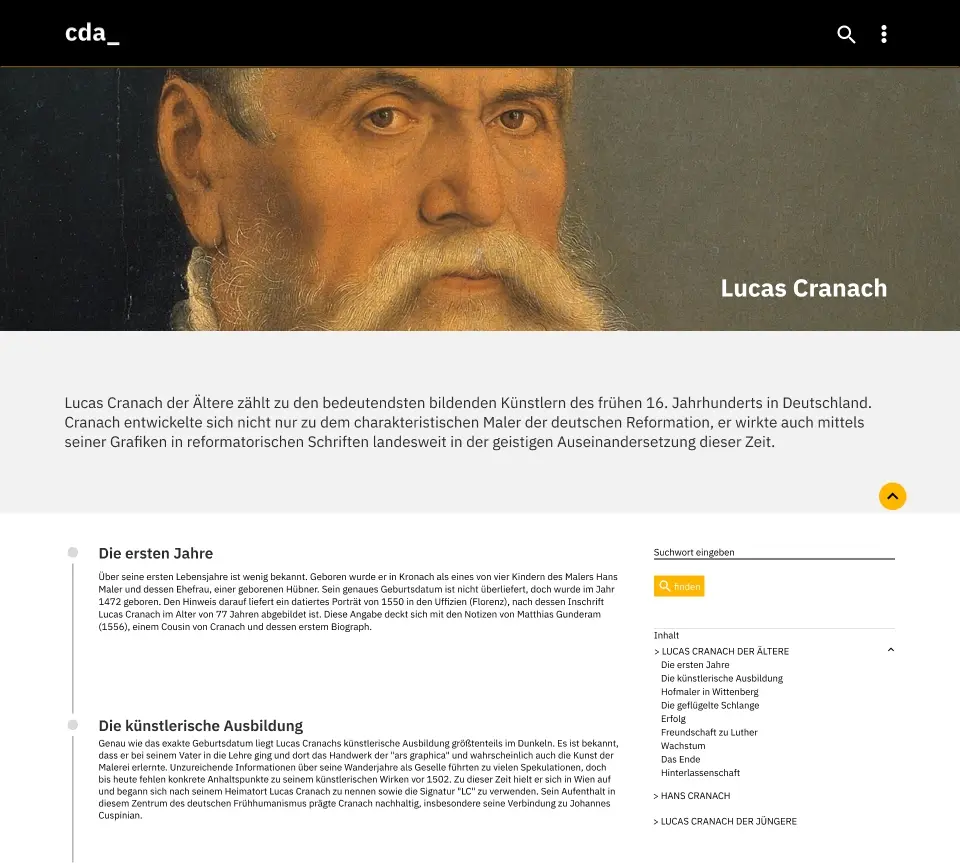 cda_
Lucas Cranach
Lucas Cranach der Ältere zählt zu den bedeutendsten bildenden Künstlern des frühen 16. Jahrhunderts in Deutschland.
Cranach entwickelte sich nicht nur zu dem charakteristischen Maler der deutschen Reformation, er wirkte auch mittels
seiner Grafiken in reformatorischen Schriften landesweit in der geistigen Auseinandersetzung dieser Zeit.
Die ersten Jahre
Über seine ersten Lebensjahre ist wenig bekannt. Geboren wurde er in Kronach als eines von vier Kindern des Malers Hans
Maler und dessen Ehefrau, einer geborenen Hübner. Sein genaues Geburtsdatum ist nicht überliefert, doch wurde im Jahr
1472 geboren. Den Hinweis darauf liefert ein datiertes Porträt von 1550 in den Uffizien (Florenz), nach dessen Inschrift
Lucas Cranach im Alter von 77 Jahren abgebildet ist. Diese Angabe deckt sich mit den Notizen von Matthias Gunderam
(1556), einem Cousin von Cranach und dessen erstem Biograph.
Die künstlerische Ausbildung
Genau wie das exakte Geburtsdatum liegt Lucas Cranachs künstlerische Ausbildung größtenteils im Dunkeln. Es ist bekannt,
dass er bei seinem Vater in die Lehre ging und dort das Handwerk der "ars graphica" und wahrscheinlich auch die Kunst der
Malerei erlernte. Unzureichende Informationen über seine Wanderjahre als Geselle führten zu vielen Spekulationen, doch
bis heute fehlen konkrete Anhaltspunkte zu seinem künstlerischen Wirken vor 1502. Zu dieser Zeit hielt er sich in Wien auf
und begann sich nach seinem Heimatort Lucas Cranach zu nennen sowie die Signatur "LC" zu verwenden. Sein Aufenthalt in
diesem Zentrum des deutschen Frühhumanismus prägte Cranach nachhaltig, insbesondere seine Verbindung zu Johannes
Cuspinian.
Suchwort eingeben
finden
Inhalt
> LUCAS CRANACH DER ÄLTERE
Die ersten Jahre
Die künstlerische Ausbildung
Hofmaler in Wittenberg
Die geflügelte Schlange
Erfolg
Freundschaft zu Luther
Wachstum
Das Ende
Hinterlassenschaft
> HANS CRANACH
> LUCAS CRANACH DER JÜNGERE